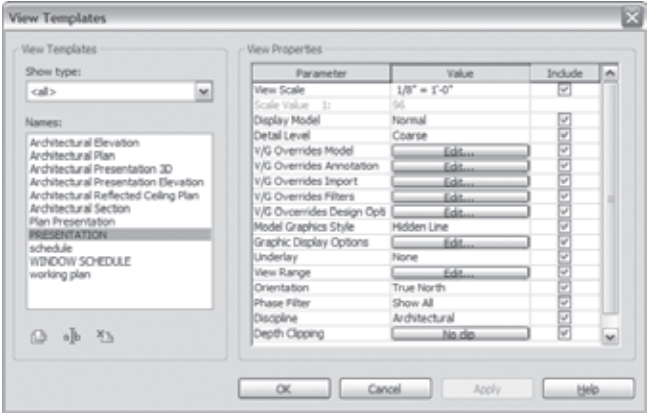 View Templates
View Templates
Show type:
<all>
Names:
Architectural Elevation
Architectural Plan
Architectural Presentation 3D
Architectural Presentation Elevation
Architectural Reflected Ceiling Plan
Architectural Section
Plan Presentation
PRESENTATION
schedule
WINDOW SCHEDULE
working plan
View Properties
Parameter Value Include
View Scale 1/8" = 1'-0"
Scale Value 1: 96
Display Model Normal
Detail Level Coarse
V/G Overrides Model Edit...
V/G Overrides Annotation Edit...
V/G Overrides Import Edit...
V/G Overrides Filters Edit...
V/G Ovcerrides Design Opti Edit...
Model Graphics Style Hidden Line
Graphic Display Options Edit...
Underlay None
View Range Edit...
Orientation True North
Phase Filter Show All
Discipline Architectural
Depth Clipping No clip
OK Cancel Apply Help